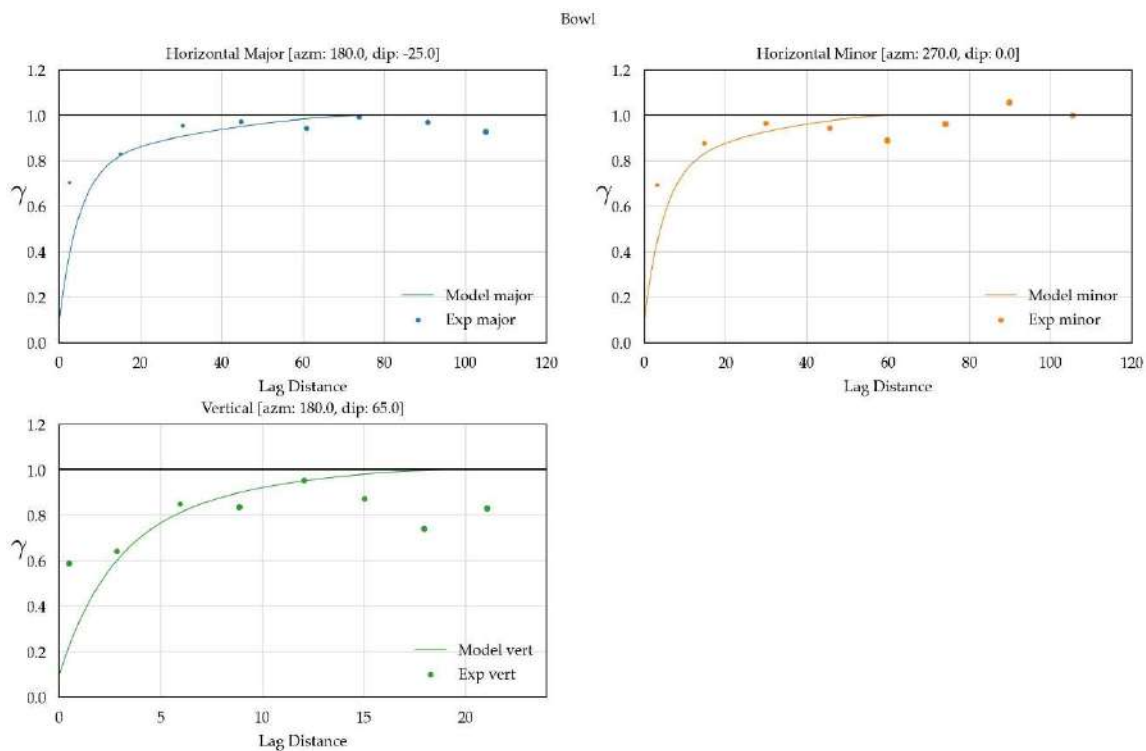 Bowl
Horizontal Major [azm: 180.0, dip: -25.0]
1.2
1.0
0.8
γ 0.6
0.4
0.2
0.0
Model major
Exp major
0 20 40 60 80 100 120
Lag Distance
Horizontal Minor [azm: 270.0, dip: 0.0]
1.2
1.0
0.8
γ 0.6
0.4
0.2
0.0
Model minor
Exp minor
0 20 40 60 80 100 120
Lag Distance
Vertical [azm: 180.0, dip: 65.0]
1.2
1.0
0.8
γ 0.6
0.4
0.2
0.0
Model vert
Exp vert
0 5 10 15 20
Lag Distance